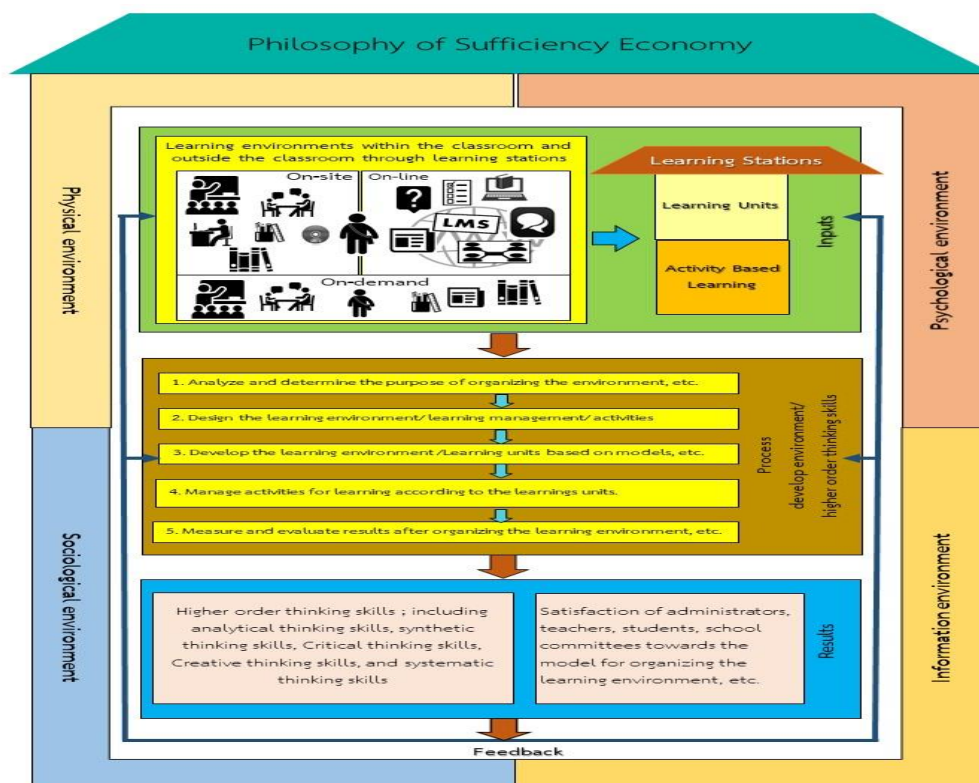 Philosophy of Sufficiency Economy
Physical environment
Psychological environment
Learning environments within the classroom and
outside the classroom through learning stations
On-site
On-line
LMS
On-demand
Learning Stations
Learning Units
Activity Based
Learning
Inputs
1. Analyze and determine the purpose of organizing the environment, etc.
2. Design the learning environment/ learning management/ activities
3. Develop the learning environment /Learning units based on models, etc.
4. Manage activities for learning according to the learnings units.
5. Measure and evaluate results after organizing the learning environment, etc.
Process
develop environment/
higher order thinking skills
Sociological environment
Information environment
Higher order thinking skills ; including
analytical thinking skills, synthetic
thinking skills, Critical thinking skills,
Creative thinking skills, and systematic
thinking skills
Satisfaction of administrators,
teachers, students, school
committees towards the
model for organizing the
learning environment, etc.
Results
Feedback